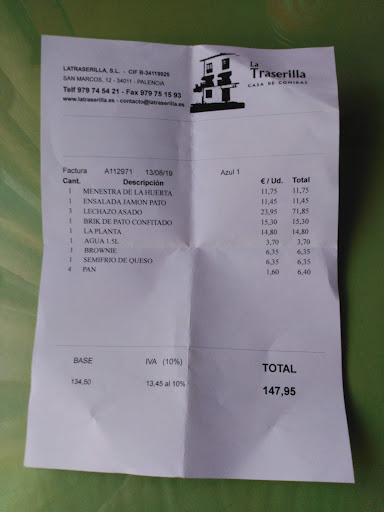 LATRASERILLA, S.L. - CIF B-34119925
SAN MARCOS, 12 - 34011 - PALENCIA
Telf 979 74 54 21 - Fax 979 75 15 93
www.latraserilla.es - contacto@latraserilla.es
La
Traserilla
CASA DE COMIDAS
Factura A112971 13/08/19 Azul 1
Cant. Descripción € / Ud. Total
1 MENESTRA DE LA HUERTA 11,75 11,75
1 ENSALADA JAMON PATO 11,45 11,45
3 LECHAZO ASADO 23,95 71,85
1 BRIK DE PATO CONFITADO 15,30 15,30
1 LA PLANTA 14,80 14,80
1 AGUA 1.5L 3,70 3,70
1 BROWNIE 6,35 6,35
1 SEMIFRIO DE QUESO 6,35 6,35
4 PAN 1,60 6,40
BASE IVA (10%) TOTAL
134,50 13,45 al 10% 147,95